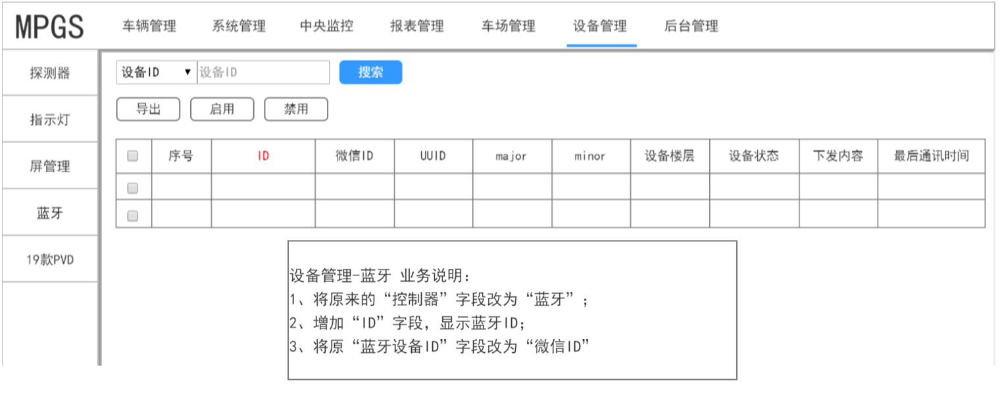 MPGS 车辆管理 系统管理 中央监控 报表管理 车场管理 设备管理 后台管理
探测器
指示灯
屏管理
蓝牙
19款PVD
设备ID ▼ 设备ID 搜索
导出 启用 禁用
序号 ID 微信ID UUID major minor 设备楼层 设备状态 下发内容 最后通讯时间
设备管理-蓝牙 业务说明：
1、将原来的“控制器”字段改为“蓝牙”；
2、增加“ID”字段，显示蓝牙ID；
3、将原“蓝牙设备ID”字段改为“微信ID”